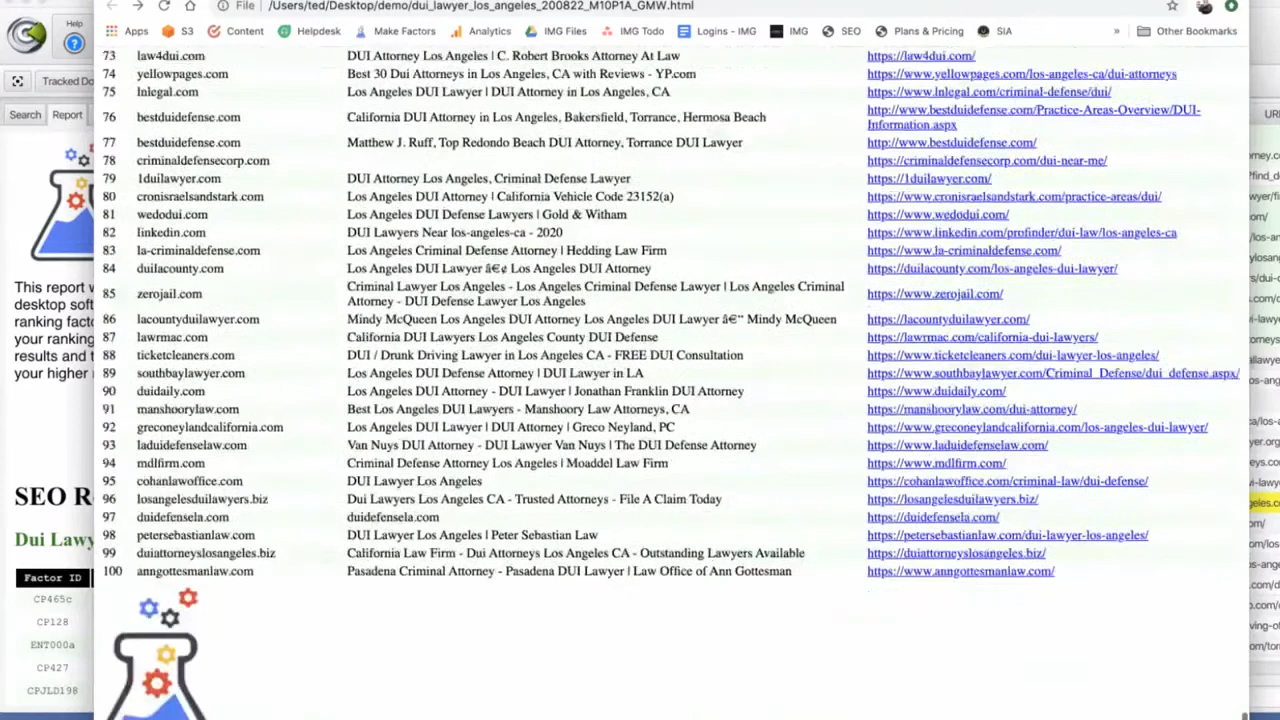 File /Users/ted/Desktop/demo/dui_lawyer_los_angeles_200822_M10P1A_GMW.html
Help
Apps S3 Content Helpdesk Make Factors Analytics IMG Files IMG Todo Logins - IMG IMG SEO Plans & Pricing SIA » Other Bookmarks
Tracked Do
Search Report
URL
73 law4dui.com DUI Attorney Los Angeles | C. Robert Brooks Attorney At Law https://law4dui.com/
74 yellowpages.com Best 30 Dui Attorneys in Los Angeles, CA with Reviews - YP.com https://www.yellowpages.com/los-angeles-ca/dui-attorneys
75 lnlegal.com Los Angeles DUI Lawyer | DUI Attorney in Los Angeles, CA https://www.lnlegal.com/criminal-defense/dui/
76 bestduidefense.com California DUI Attorney in Los Angeles, Bakersfield, Torrance, Hermosa Beach http://www.bestduidefense.com/Practice-Areas-Overview/DUI-
Information.aspx
77 bestduidefense.com Matthew J. Ruff, Top Redondo Beach DUI Attorney, Torrance DUI Lawyer http://www.bestduidefense.com/
78 criminaldefensecorp.com https://criminaldefensecorp.com/dui-near-me/
79 1duilawyer.com DUI Attorney Los Angeles, Criminal Defense Lawyer https://1duilawyer.com/
80 cronisraelsandstark.com Los Angeles DUI Attorney | California Vehicle Code 23152(a) https://www.cronisraelsandstark.com/practice-areas/dui/
81 wedodui.com Los Angeles DUI Defense Lawyers | Gold & Witham https://www.wedodui.com/
82 linkedin.com DUI Lawyers Near los-angeles-ca - 2020 https://www.linkedin.com/profinder/dui-law/los-angeles-ca
83 la-criminaldefense.com Los Angeles Criminal Defense Attorney | Hedding Law Firm https://www.la-criminaldefense.com/
84 duilacounty.com Los Angeles DUI Lawyer â€¢ Los Angeles DUI Attorney https://duilacounty.com/los-angeles-dui-lawyer/
85 zerojail.com Criminal Lawyer Los Angeles - Los Angeles Criminal Defense Lawyer | Los Angeles Criminal
Attorney - DUI Defense Lawyer Los Angeles https://www.zerojail.com/
86 lacountyduilawyer.com Mindy McQueen Los Angeles DUI Attorney Los Angeles DUI Lawyer â€“ Mindy McQueen https://lacountyduilawyer.com/
87 lawrmac.com California DUI Lawyers Los Angeles County DUI Defense https://lawrmac.com/california-dui-lawyers/
88 ticketcleaners.com DUI / Drunk Driving Lawyer in Los Angeles CA - FREE DUI Consultation https://www.ticketcleaners.com/dui-lawyer-los-angeles/
89 southbaylawyer.com Los Angeles DUI Defense Attorney | DUI Lawyer in LA https://www.southbaylawyer.com/Criminal_Defense/dui_defense.aspx/
90 duidaily.com Los Angeles DUI Attorney - DUI Lawyer | Jonathan Franklin DUI Attorney https://www.duidaily.com/
91 manshoorylaw.com Best Los Angeles DUI Lawyers - Manshoory Law Attorneys, CA https://manshoorylaw.com/dui-attorney/
92 greconeylandcalifornia.com Los Angeles DUI Lawyer | DUI Attorney | Greco Neyland, PC https://www.greconeylandcalifornia.com/los-angeles-dui-lawyer/
93 laduidefenselaw.com Van Nuys DUI Attorney - DUI Lawyer Van Nuys | The DUI Defense Attorney https://www.laduidefenselaw.com/
94 mdlfirm.com Criminal Defense Attorney Los Angeles | Moaddel Law Firm https://www.mdlfirm.com/
95 cohanlawoffice.com DUI Lawyer Los Angeles https://cohanlawoffice.com/criminal-law/dui-defense/
96 losangelesduilawyers.biz Dui Lawyers Los Angeles CA - Trusted Attorneys - File A Claim Today https://losangelesduilawyers.biz/
97 duidefensela.com duidefensela.com https://duidefensela.com/
98 petersebastianlaw.com DUI Lawyer Los Angeles | Peter Sebastian Law https://petersebastianlaw.com/dui-lawyer-los-angeles/
99 duiattorneyslosangeles.biz California Law Firm - Dui Attorneys Los Angeles CA - Outstanding Lawyers Available https://duiattorneyslosangeles.biz/
100 anngottesmanlaw.com Pasadena Criminal Attorney - Pasadena DUI Lawyer | Law Office of Ann Gottesman https://www.anngottesmanlaw.com/
This report w
desktop soft
ranking facto
your ranking
results and t
your higher
SEO R
Dui Lawy
Factor ID
CP465c
CP128
ENT000a
CP427
CPJLD198